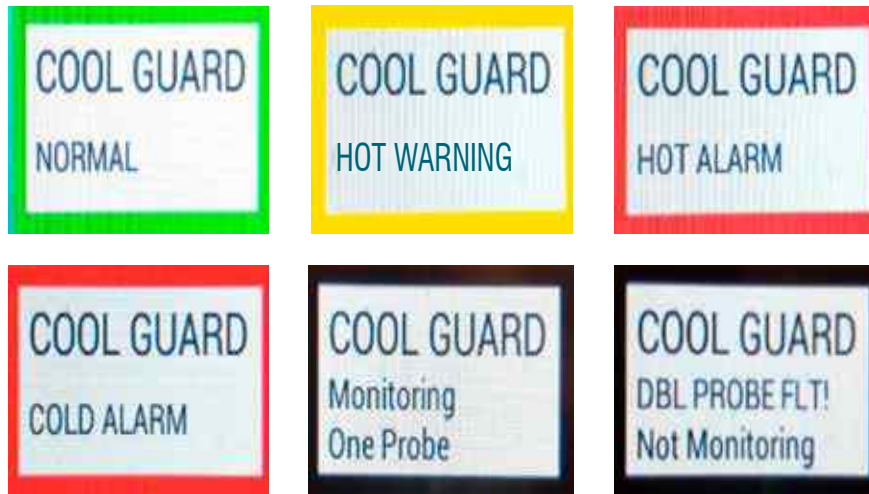 COOL GUARD
NORMAL
COOL GUARD
HOT WARNING
COOL GUARD
HOT ALARM
COOL GUARD
COLD ALARM
COOL GUARD
Monitoring
One Probe
COOL GUARD
DBL PROBE FLT!
Not Monitoring